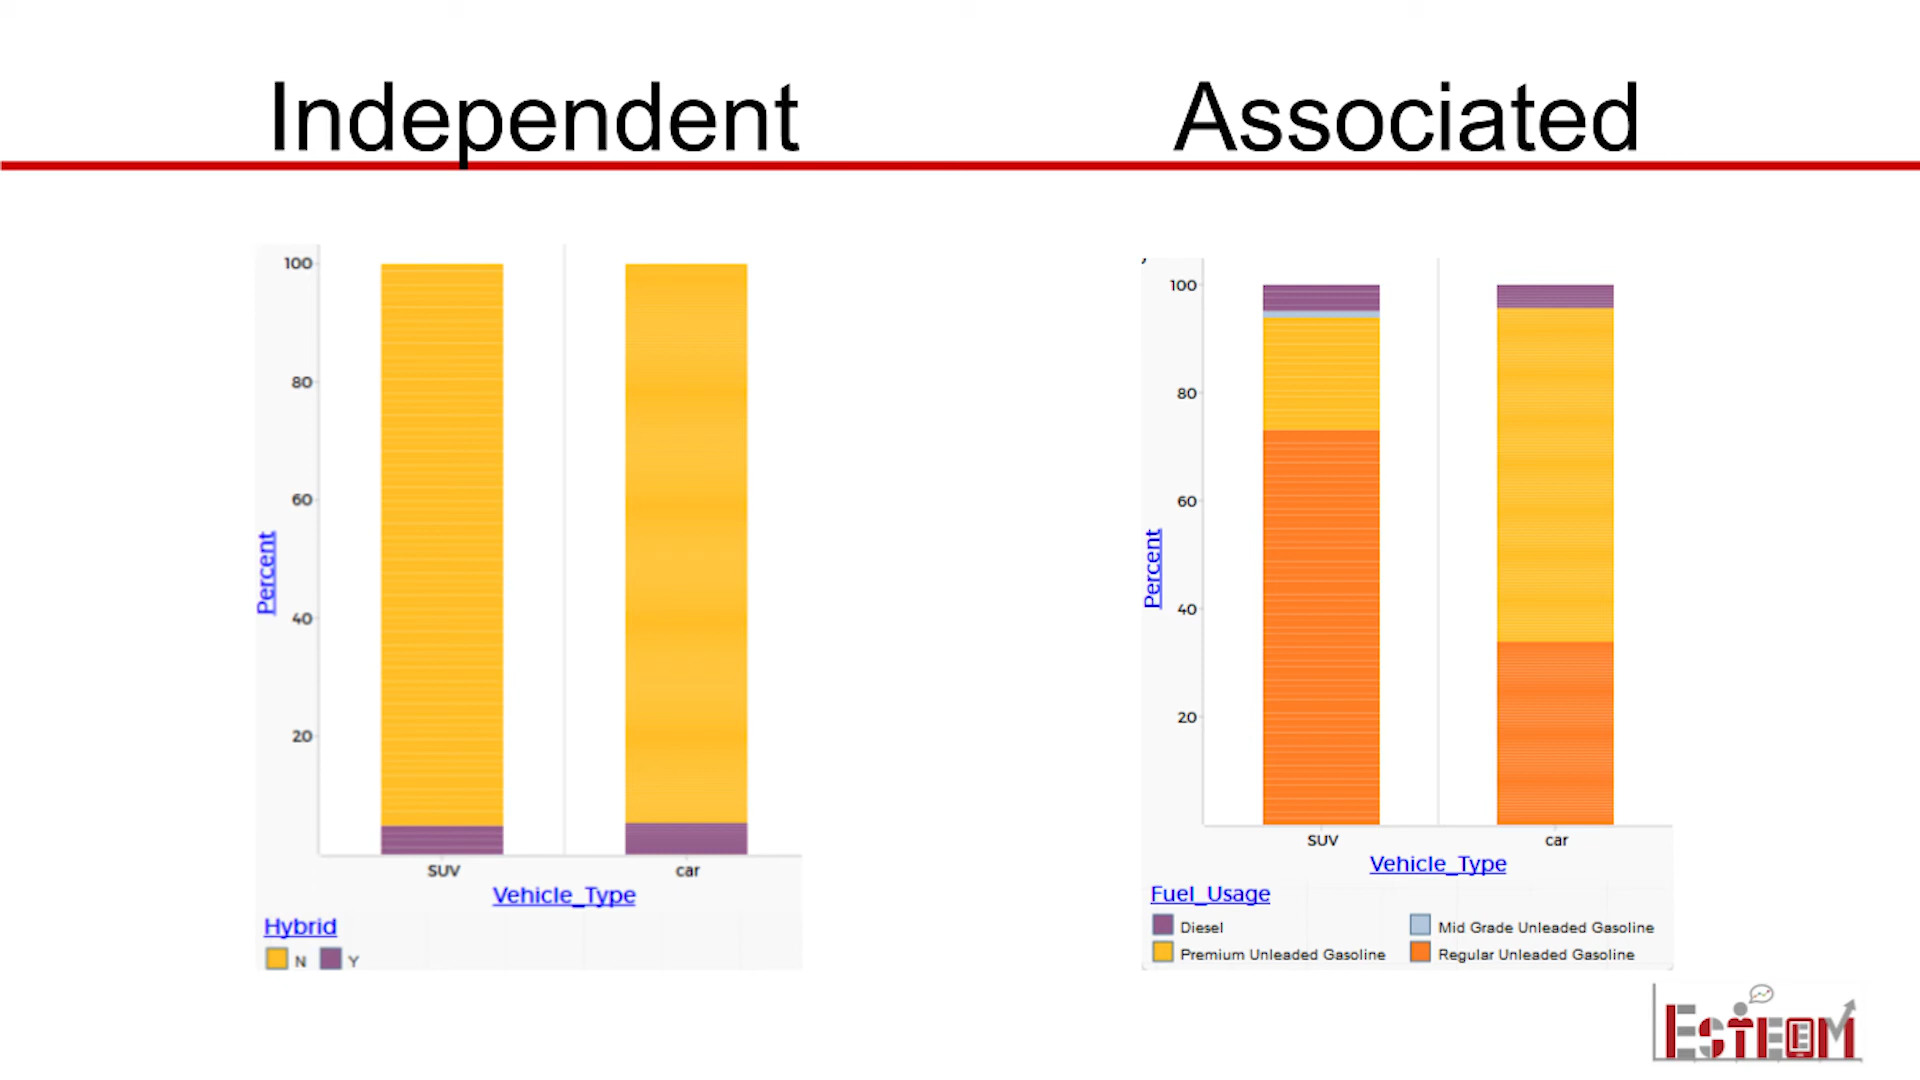 Independent
Associated
100
80
60
40
20
Percent
SUV car
Vehicle_Type
Hybrid
N Y
100
80
60
40
20
Percent
SUV car
Vehicle_Type
Fuel_Usage
Diesel Mid Grade Unleaded Gasoline
Premium Unleaded Gasoline Regular Unleaded Gasoline
ESTEEM